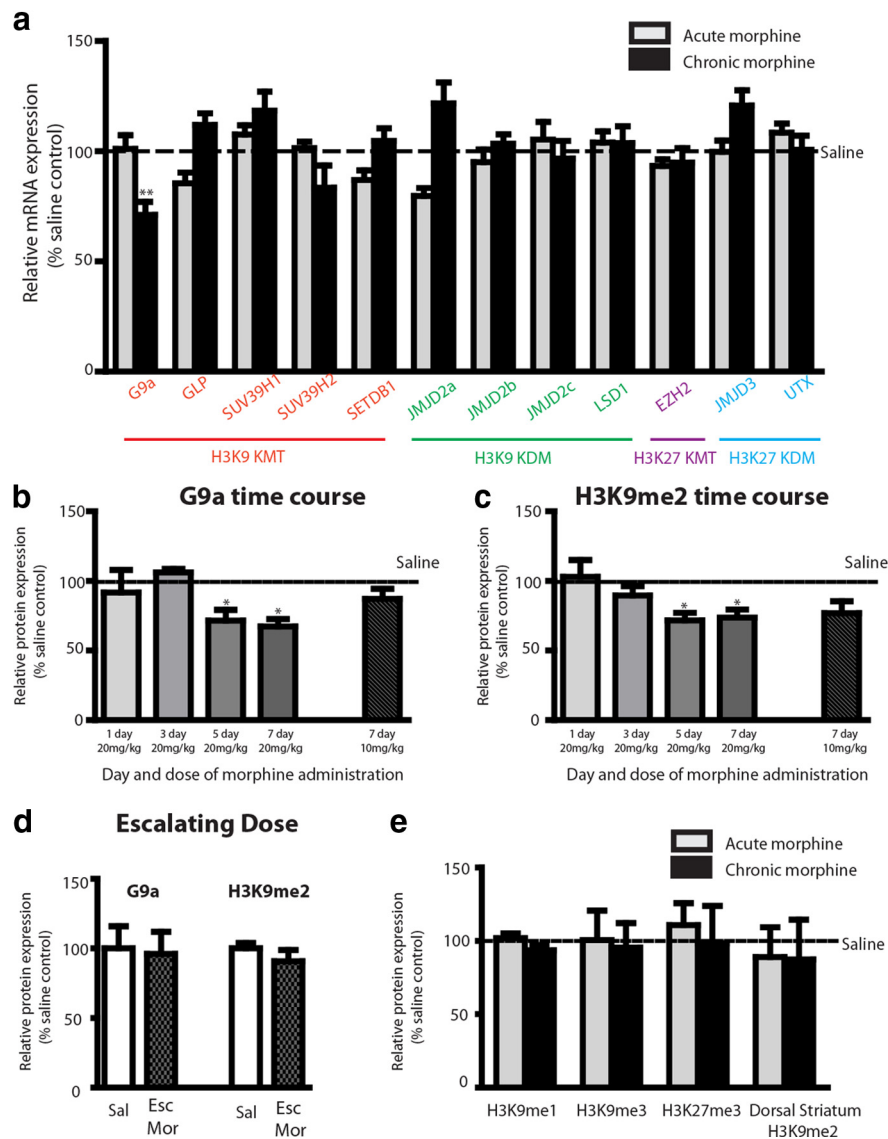 a
150
100
50
0
Relative mRNA expression
(% saline control)
Acute morphine
Chronic morphine
**
Saline
G9a
GLP
SUV39H1
SUV39H2
SETDB1
JMJD2a
JMJD2b
JMJD2c
LSD1
EZH2
JMJD3
UTX
H3K9 KMT
H3K9 KDM
H3K27 KMT
H3K27 KDM
b
G9a time course
150
100
50
0
Relative protein expression
(% saline control)
Saline
*
*
1 day
20mg/kg
3 day
20mg/kg
5 day
20mg/kg
7 day
20mg/kg
7 day
10mg/kg
Day and dose of morphine administration
c
H3K9me2 time course
150
100
50
0
Relative protein expression
(% saline control)
Saline
*
*
1 day
20mg/kg
3 day
20mg/kg
5 day
20mg/kg
7 day
20mg/kg
7 day
10mg/kg
Day and dose of morphine administration
d
Escalating Dose
150
100
50
0
Relative protein expression
(% saline control)
G9a
H3K9me2
Sal
Esc
Mor
Sal
Esc
Mor
e
Acute morphine
Chronic morphine
150
100
50
0
Relative protein expression
(% saline control)
Saline
H3K9me1
H3K9me3
H3K27me3
Dorsal Striatum
H3K9me2